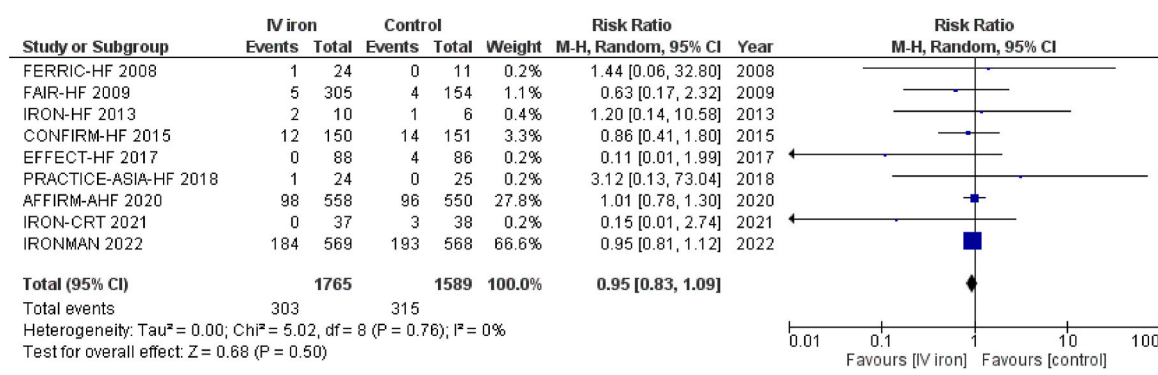 IV iron Control Risk Ratio Risk Ratio
Study or Subgroup Events Total Events Total Weight M-H, Random, 95% CI Year M-H, Random, 95% CI
FERRIC-HF 2008 1 24 0 11 0.2% 1.44 [0.06, 32.80] 2008
FAIR-HF 2009 5 305 4 154 1.1% 0.63 [0.17, 2.32] 2009
IRON-HF 2013 2 10 1 6 0.4% 1.20 [0.14, 10.58] 2013
CONFIRM-HF 2015 12 150 14 151 3.3% 0.86 [0.41, 1.80] 2015
EFFECT-HF 2017 0 88 4 86 0.2% 0.11 [0.01, 1.99] 2017
PRACTICE-ASIA-HF 2018 1 24 0 25 0.2% 3.12 [0.13, 73.04] 2018
AFFIRM-AHF 2020 98 558 96 550 27.8% 1.01 [0.78, 1.30] 2020
IRON-CRT 2021 0 37 3 38 0.2% 0.15 [0.01, 2.74] 2021
IRONMAN 2022 184 569 193 568 66.6% 0.95 [0.81, 1.12] 2022
Total (95% CI) 1765 1589 100.0% 0.95 [0.83, 1.09]
Total events 303 315
Heterogeneity: Tau² = 0.00; Chi² = 5.02, df = 8 (P = 0.76); I² = 0%
Test for overall effect: Z = 0.68 (P = 0.50)
0.01 0.1 1 10 100
Favours [IV iron] Favours [control]